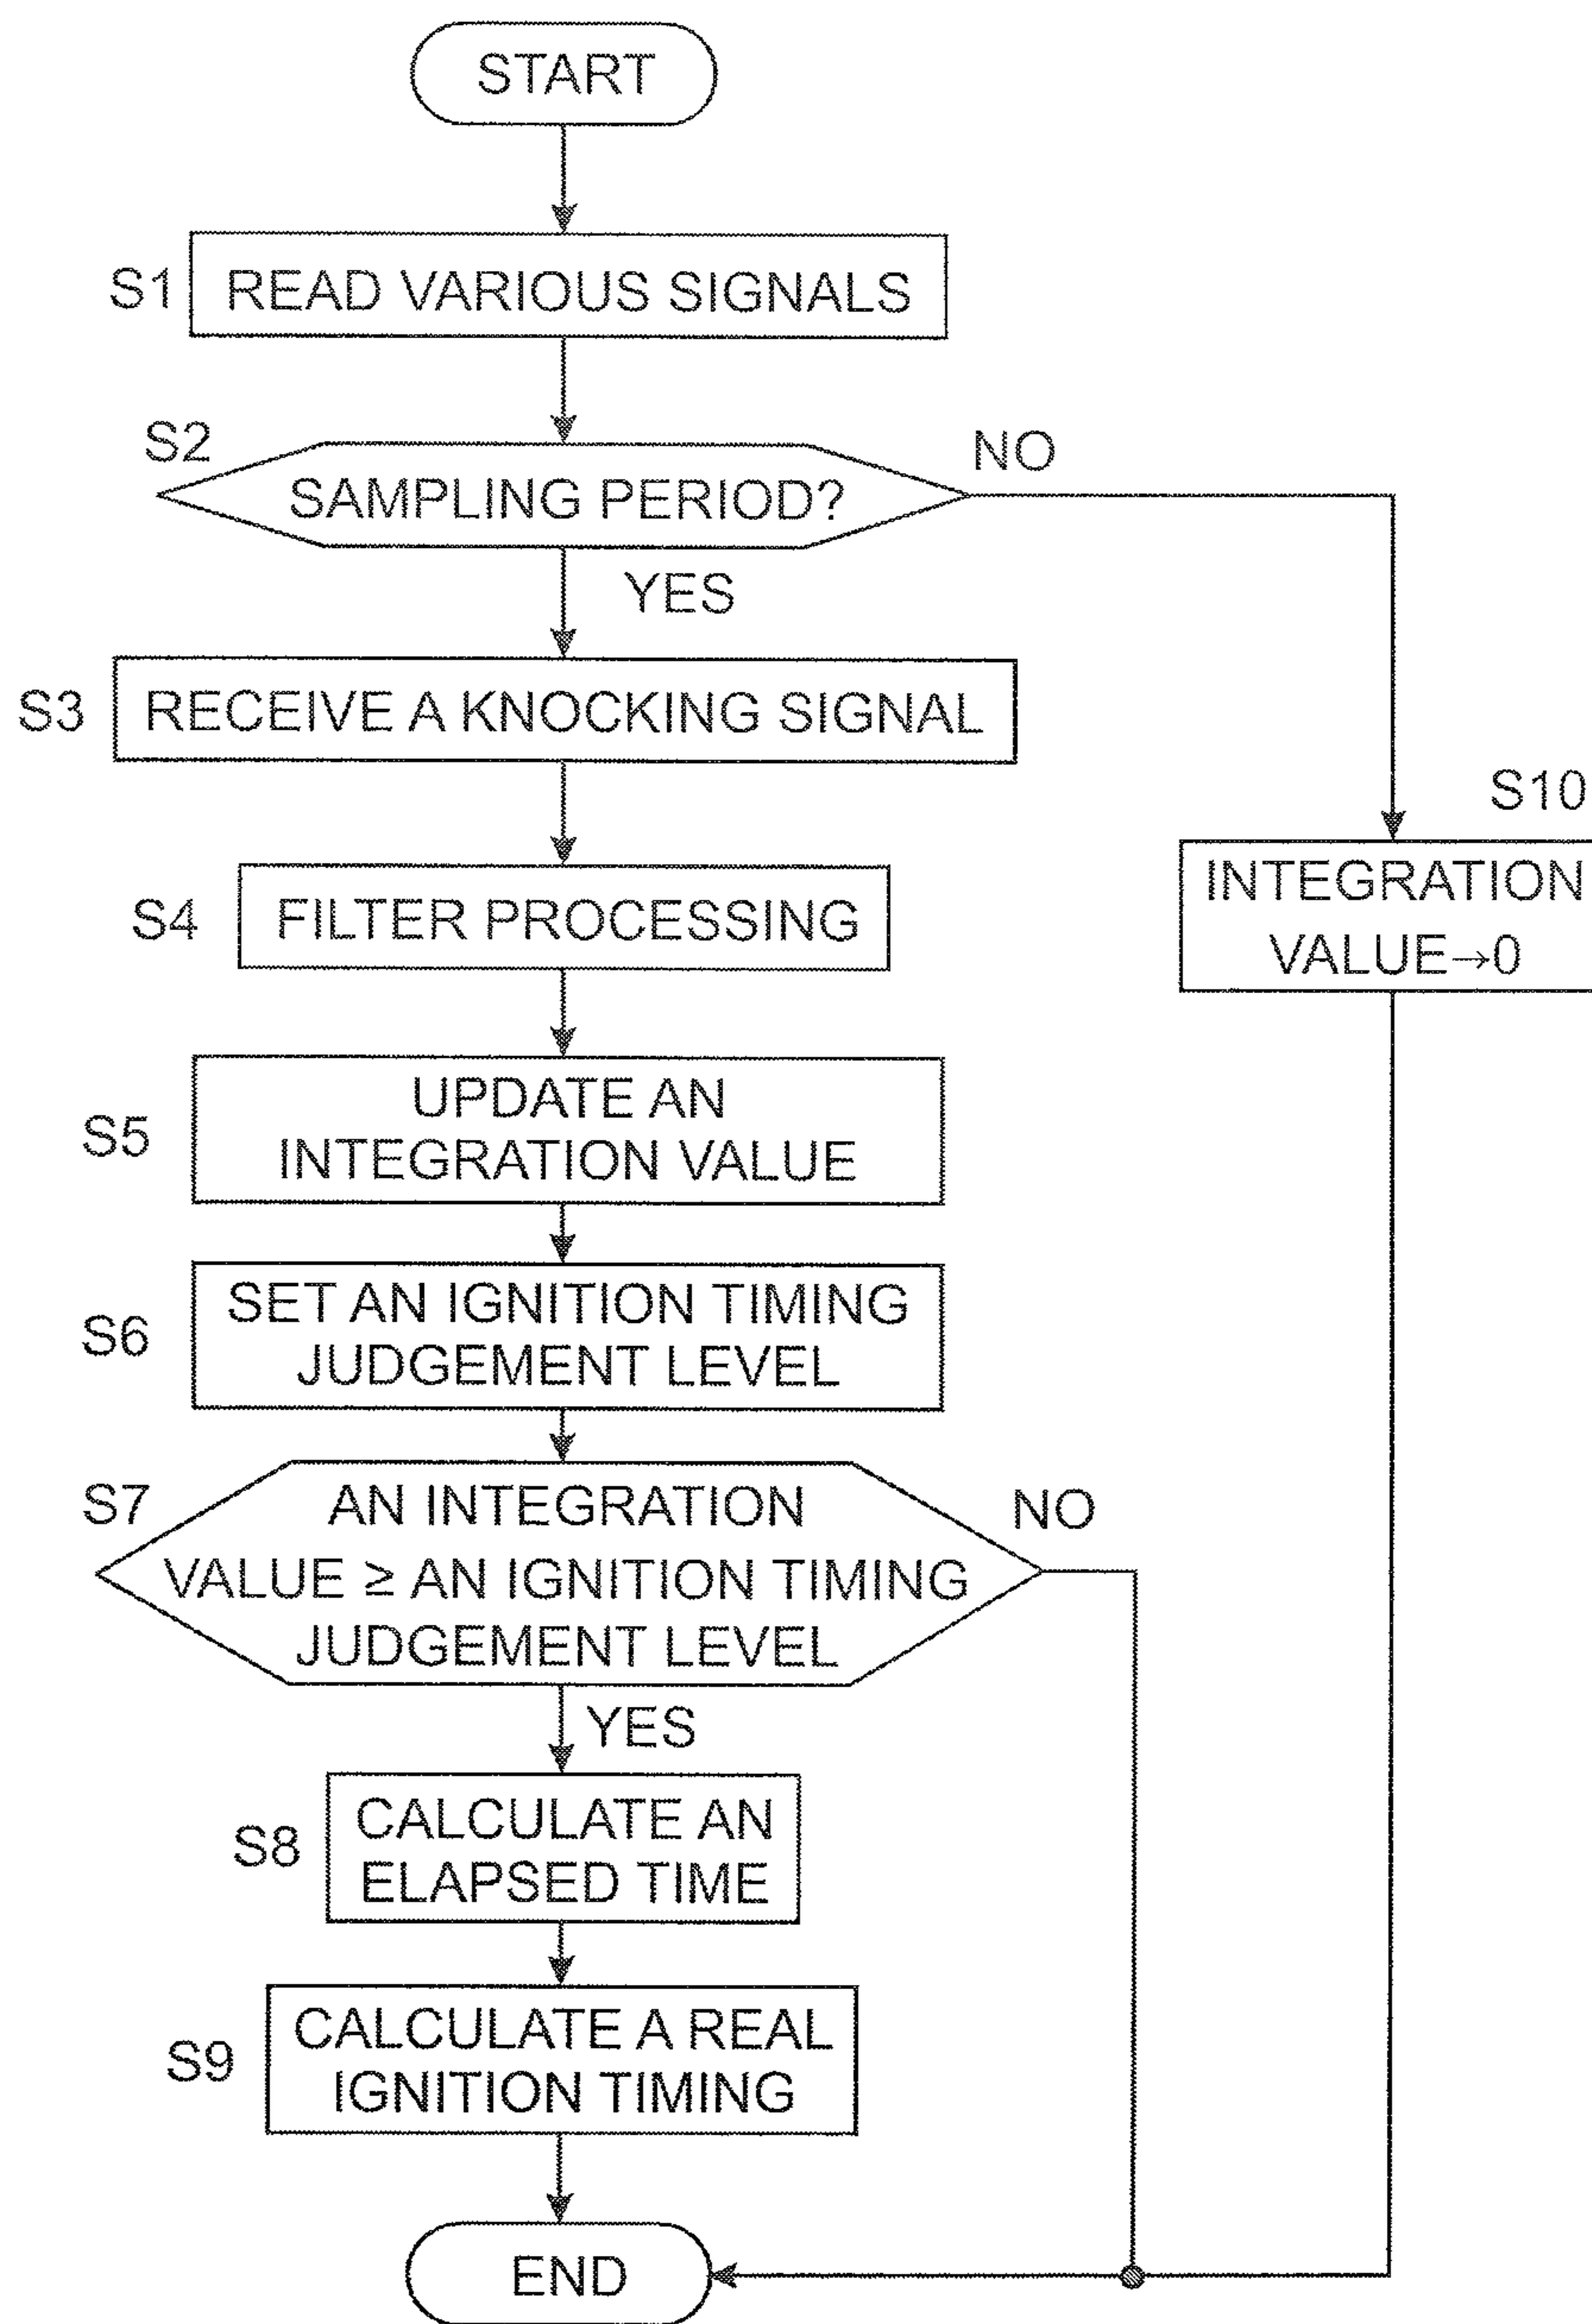 START
S1
READ VARIOUS SIGNALS
S2
SAMPLING PERIOD?
NO
YES
S3
RECEIVE A KNOCKING SIGNAL
S10
INTEGRATION
VALUE→0
S4
FILTER PROCESSING
S5
UPDATE AN
INTEGRATION VALUE
S6
SET AN IGNITION TIMING
JUDGEMENT LEVEL
S7
AN INTEGRATION
VALUE ≥ AN IGNITION TIMING
JUDGEMENT LEVEL
NO
YES
S8
CALCULATE AN
ELAPSED TIME
S9
CALCULATE A REAL
IGNITION TIMING
END